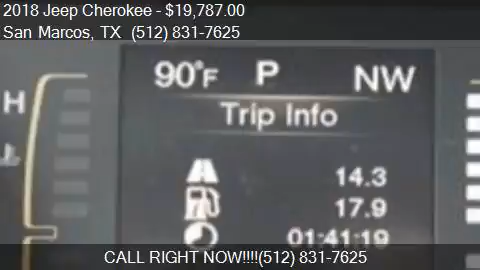 2018 Jeep Cherokee - $19,787.00
San Marcos, TX (512) 831-7625
90°F P NW
H
Trip Info
14.3
17.9
01:41:19
CALL RIGHT NOW!!!!(512) 831-7625